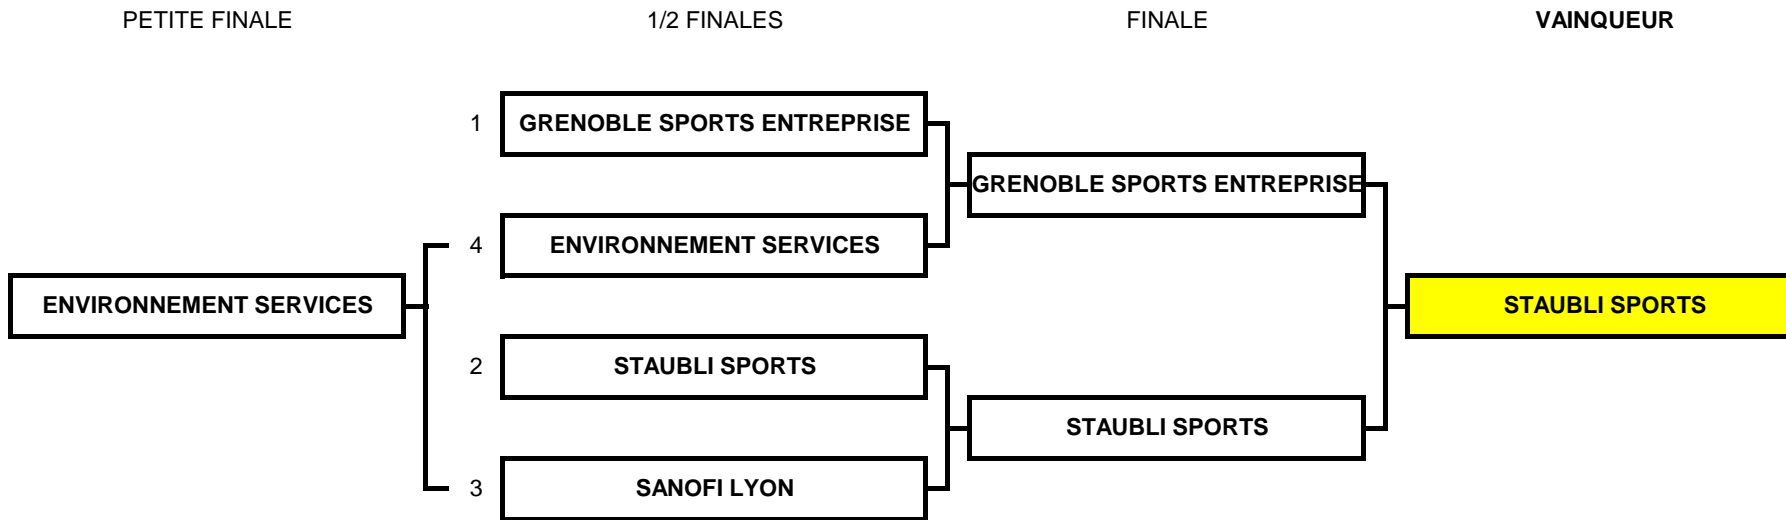 PETITE FINALE 1/2 FINALES FINALE VAINQUEUR
1 GRENOBLE SPORTS ENTREPRISE
GRENOBLE SPORTS ENTREPRISE
4 ENVIRONNEMENT SERVICES
ENVIRONNEMENT SERVICES STAUBLI SPORTS
2 STAUBLI SPORTS
STAUBLI SPORTS
3 SANOFI LYON